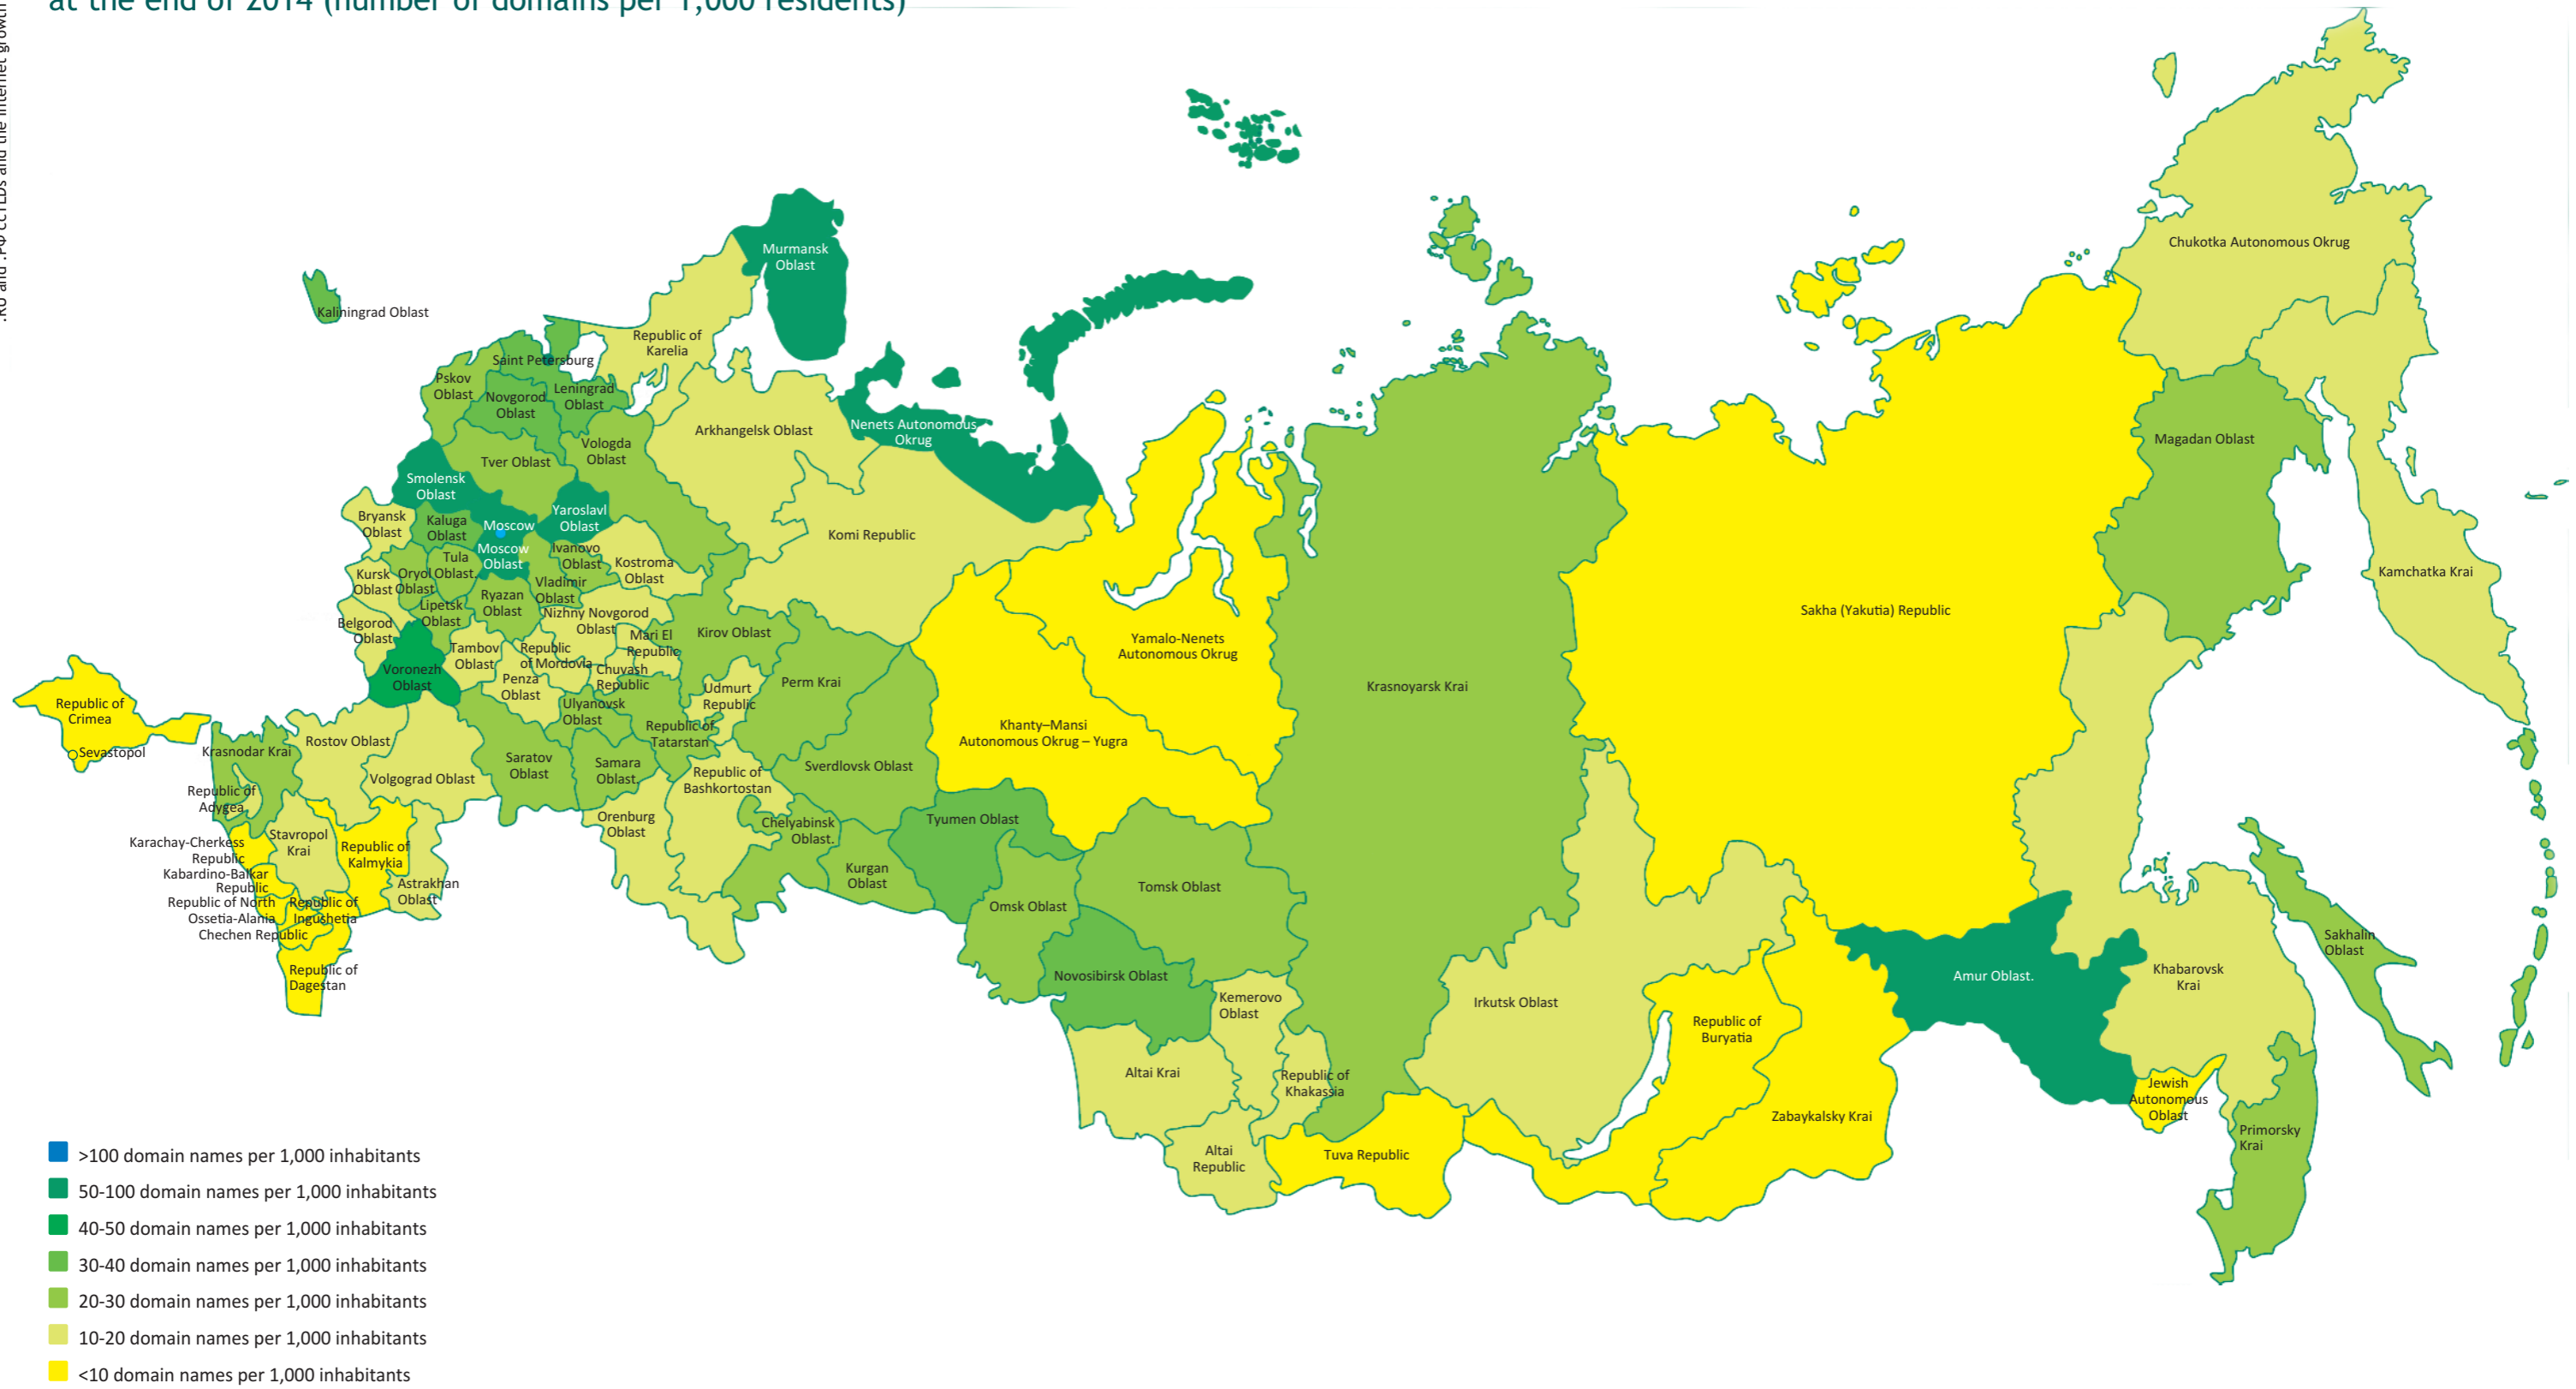 at the end of 2014 (number of domains per 1,000 residents)
.RU and .РФ ccTLDs and the Internet growth
Chukotka Autonomous Okrug
Murmansk
Oblast
Kaliningrad Oblast
Republic of
Karelia
Saint Petersburg
Pskov
Oblast
Novgorod
Oblast
Leningrad
Oblast
Arkhangelsk Oblast
Nenets Autonomous
Okrug
Vologda
Oblast
Tver Oblast
Magadan Oblast
Smolensk
Oblast
Yaroslavl
Oblast
Bryansk
Oblast
Kaluga
Oblast
Moscow
Moscow
Oblast
Komi Republic
Ivanovo
Oblast
Kostroma
Oblast
Tula
Oblast.
Oryol
Oblast
Kursk
Oblast
Vladimir
Oblast
Ryazan
Oblast
Kamchatka Krai
Lipetsk
Oblast
Nizhny Novgorod
Oblast
Sakha (Yakutia) Republic
Belgorod
Oblast
Kirov Oblast
Mari El
Republic
Yamalo-Nenets
Autonomous Okrug
Tambov
Oblast
Republic
of Mordovia
Chuvash
Republic
Voronezh
Oblast
Penza
Oblast
Udmurt
Republic
Perm Krai
Krasnoyarsk Krai
Republic of
Crimea
Ulyanovsk
Oblast
Republic of
Tatarstan
Khanty–Mansi
Autonomous Okrug – Yugra
Sevastopol
Krasnodar Krai
Rostov Oblast
Volgograd Oblast
Saratov
Oblast
Samara
Oblast.
Republic of
Bashkortostan
Sverdlovsk Oblast
Republic of
Adygea
Orenburg
Oblast
Chelyabinsk
Oblast.
Tyumen Oblast
Stavropol
Krai
Karachay-Cherkess
Republic
Republic of
Kalmykia
Kabardino-Balkar
Republic
Astrakhan
Oblast
Kurgan
Oblast
Tomsk Oblast
Republic of North
Ossetia-Alania
Republic of
Ingushetia
Omsk Oblast
Chechen Republic
Sakhalin
Oblast
Republic of
Dagestan
Novosibirsk Oblast
Amur Oblast.
Khabarovsk
Krai
Kemerovo
Oblast
Irkutsk Oblast
Republic of
Buryatia
Altai Krai
Republic of
Khakassia
Jewish
Autonomous
Oblast
Zabaykalsky Krai
Primorsky
Krai
Altai
Republic
Tuva Republic
>100 domain names per 1,000 inhabitants
50-100 domain names per 1,000 inhabitants
40-50 domain names per 1,000 inhabitants
30-40 domain names per 1,000 inhabitants
20-30 domain names per 1,000 inhabitants
10-20 domain names per 1,000 inhabitants
<10 domain names per 1,000 inhabitants